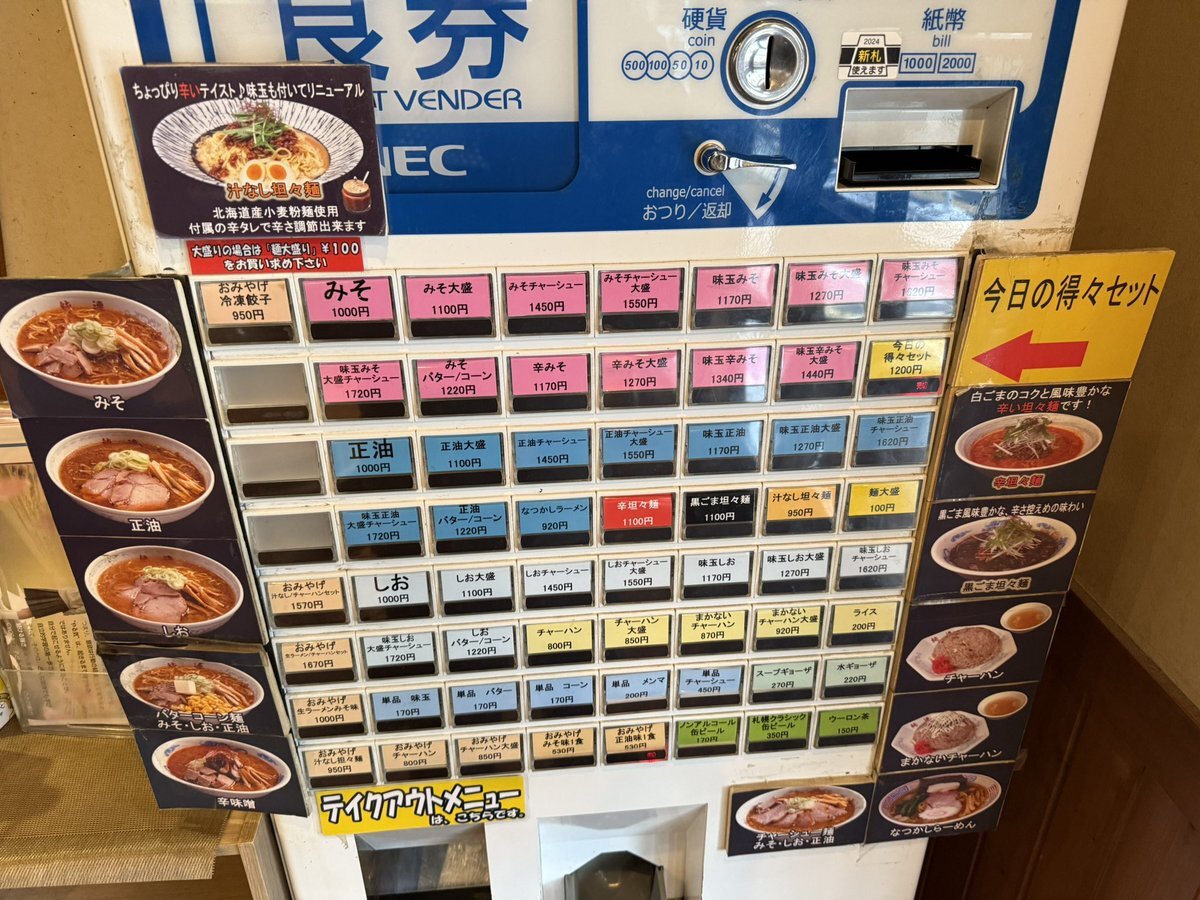 食券
硬貨
coin
500 100 50 10
紙幣
bill
1000 2000
2024
新札
使えます
T VENDER
NEC
change/cancel
おつり／返却
ちょっぴり辛いテイスト♪味玉も付いてリニューアル
汁なし坦々麺
北海道産小麦粉麺使用
付属の辛タレで辛さ調節出来ます
大盛りの場合は「麺大盛り」¥100
をお買い求め下さい
おみやげ
冷凍餃子
950円
みそ
1000円
みそ大盛
1100円
みそチャーシュー
1450円
みそチャーシュー
大盛
1550円
味玉みそ
1170円
味玉みそ大盛
1270円
味玉みそ
チャーシュー
1620円
味玉みそ
大盛チャーシュー
1720円
みそ
バター/コーン
1220円
辛みそ
1170円
辛みそ大盛
1270円
味玉辛みそ
1340円
味玉辛みそ
大盛
1440円
今日の
得々セット
1200円
正油
1000円
正油大盛
1100円
正油チャーシュー
1450円
正油チャーシュー
大盛
1550円
味玉正油
1170円
味玉正油大盛
1270円
味玉正油
チャーシュー
1620円
味玉正油
大盛チャーシュー
1720円
正油
バター/コーン
1220円
なつかしラーメン
920円
辛坦々麺
1100円
黒ごま坦々麺
1100円
汁なし坦々麺
950円
麺大盛
100円
おみやげ
汁なし/チャーハンセット
1570円
しお
1000円
しお大盛
1100円
しおチャーシュー
1450円
しおチャーシュー
大盛
1550円
味玉しお
1170円
味玉しお大盛
1270円
味玉しお
チャーシュー
1620円
おみやげ
生ラーメン/チャーハンセット
1670円
味玉しお
大盛チャーシュー
1720円
しお
バター/コーン
1220円
チャーハン
800円
チャーハン
大盛
850円
まかない
チャーハン
870円
まかない
チャーハン大盛
920円
ライス
200円
おみやげ
生ラーメンみそ味
1000円
単品 味玉
170円
単品 バター
170円
単品 コーン
170円
単品 メンマ
200円
単品
チャーシュー
450円
スープギョーザ
270円
水ギョーザ
220円
おみやげ
汁なし坦々麺
950円
おみやげ
チャーハン
800円
おみやげ
チャーハン大盛
850円
おみやげ
みそ味1食
530円
おみやげ
正油味1食
530円
ノンアルコール
缶ビール
170円
札幌クラシック
缶ビール
350円
ウーロン茶
150円
テイクアウトメニュー
は、こちらです。
みそ
正油
しお
バターコーン麺
みそ・しお・正油
辛味噌
今日の得々セット
白ごまのコクと風味豊かな
辛い坦々麺です！
辛坦々麺
黒ごま風味豊かな、辛さ控えめの味わい
黒ごま坦々麺
チャーハン
まかないチャーハン
なつかしらーめん
チャーシュー麺
みそ・しお・正油